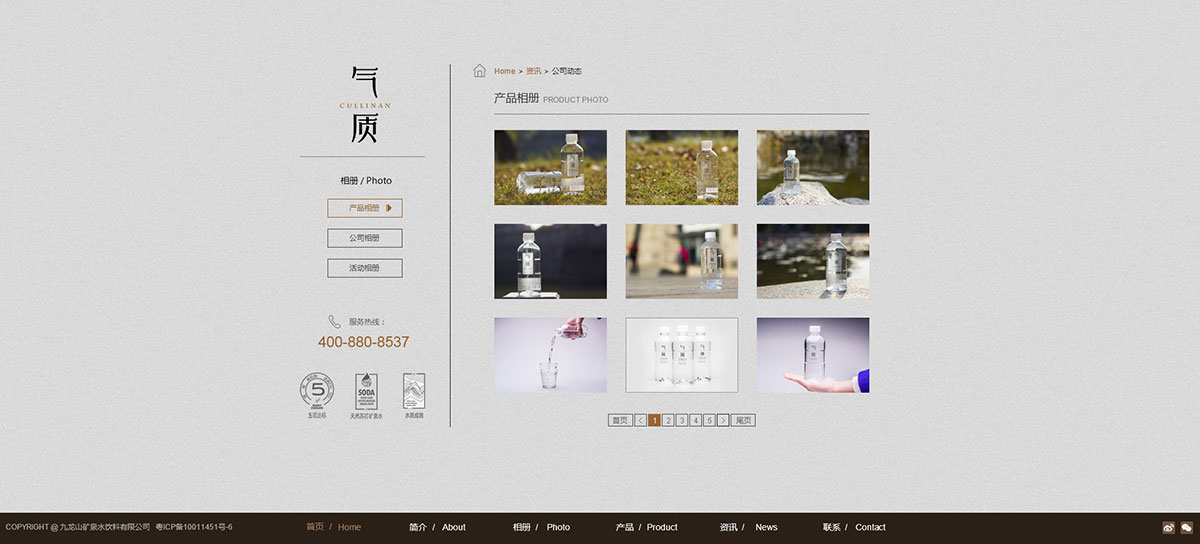 气
CULLINAN
质
相册 / Photo
产品相册
公司相册
活动相册
服务热线：
400-880-8537
5
五项达标
SODA
天然苏打矿泉水
Home > 资讯 > 公司动态
产品相册 PRODUCT PHOTO
首页 < 1 2 3 4 5 > 尾页
COPYRIGHT @ 九龙山矿泉水饮料有限公司 粤ICP备10011451号-6
首页 / Home
简介 / About
相册 / Photo
产品 / Product
资讯 / News
联系 / Contact